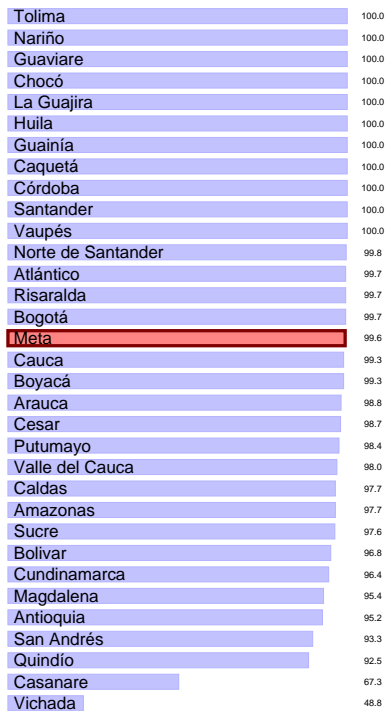 Tolima 100.0
Nariño 100.0
Guaviare 100.0
Chocó 100.0
La Guajira 100.0
Huila 100.0
Guainía 100.0
Caquetá 100.0
Córdoba 100.0
Santander 100.0
Vaupés 100.0
Norte de Santander 99.8
Atlántico 99.7
Risaralda 99.7
Bogotá 99.7
Meta 99.6
Cauca 99.3
Boyacá 99.3
Arauca 98.8
Cesar 98.7
Putumayo 98.4
Valle del Cauca 98.0
Caldas 97.7
Amazonas 97.7
Sucre 97.6
Bolivar 96.8
Cundinamarca 96.4
Magdalena 95.4
Antioquia 95.2
San Andrés 93.3
Quindío 92.5
Casanare 67.3
Vichada 48.8